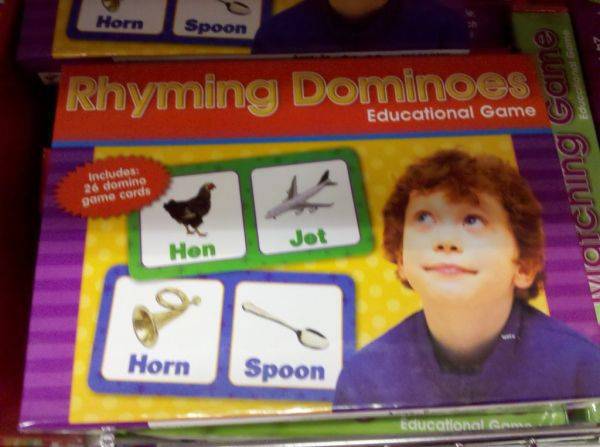 Horn
Spoon
Rhyming Dominoes
Educational Game
Includes:
26 domino
game cards
Hen
Jet
Horn
Spoon
Matching Game
Educational Game